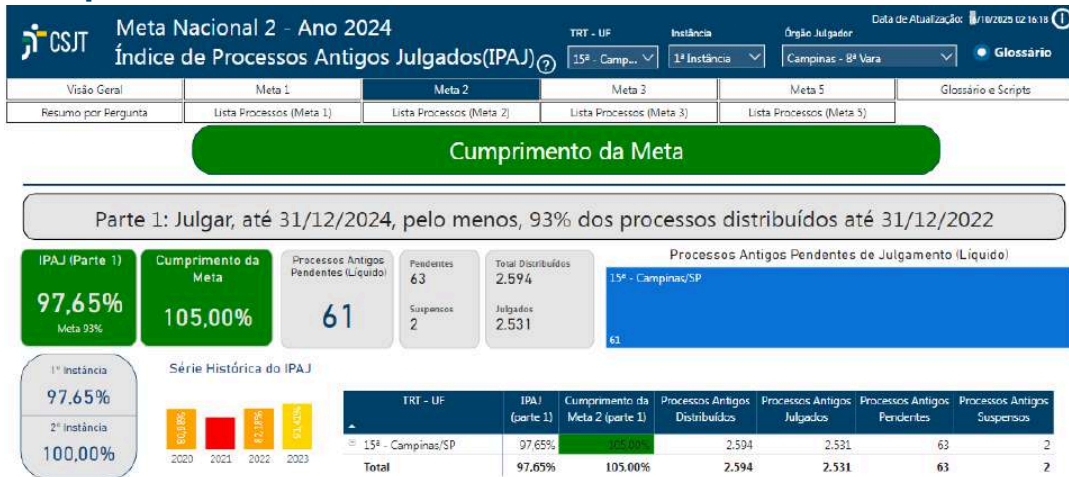 CSJT
Meta Nacional 2 - Ano 2024
Índice de Processos Antigos Julgados(IPAJ)
TRT - UF
15ª - Camp...
Instância
1ª Instância
Órgão Julgador
Campinas - 8ª Vara
Data de Atualização: /10/2025 02:16:18
Glossário
Visão Geral
Meta 1
Meta 2
Meta 3
Meta 5
Glossário e Scripts
Resumo por Pergunta
Lista Processos (Meta 1)
Lista Processos (Meta 2)
Lista Processos (Meta 3)
Lista Processos (Meta 5)
Cumprimento da Meta
Parte 1: Julgar, até 31/12/2024, pelo menos, 93% dos processos distribuídos até 31/12/2022
IPAJ (Parte 1)
97,65%
Meta 93%
Cumprimento da
Meta
105,00%
Processos Antigos
Pendentes (Líquido)
61
Pendentes
63
Suspensos
2
Total Distribuídos
2.594
Julgados
2.531
Processos Antigos Pendentes de Julgamento (Líquido)
15ª - Campinas/SP
61
1ª Instância
97,65%
2ª Instância
100,00%
Série Histórica do IPAJ
2020 2021 2022 2023
TRT - UF
IPAJ
(parte 1)
Cumprimento da
Meta 2 (parte 1)
Processos Antigos
Distribuídos
Processos Antigos
Julgados
Processos Antigos
Pendentes
Processos Antigos
Suspensos
15ª - Campinas/SP 97,65% 105,00% 2.594 2.531 63 2
Total 97,65% 105,00% 2.594 2.531 63 2